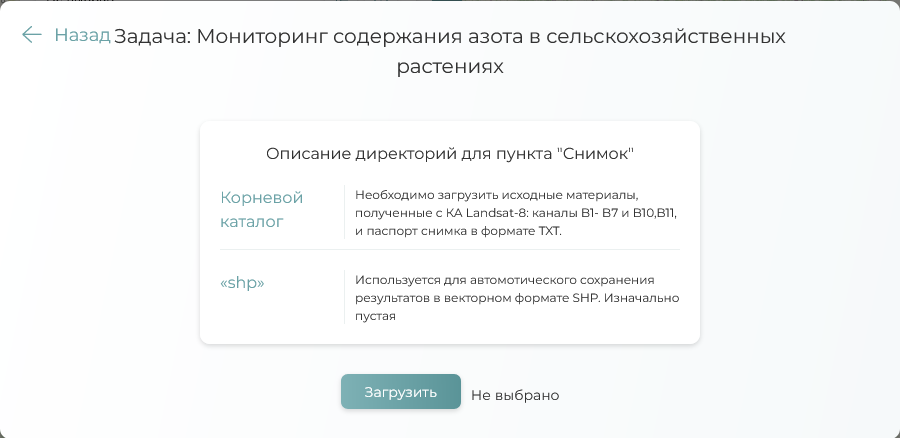 Назад
Задача: Мониторинг содержания азота в сельскохозяйственных
растениях
Описание директорий для пункта "Снимок"
Корневой
каталог
Необходимо загрузить исходные материалы,
полученные с КА Landsat-8: каналы B1- B7 и B10,B11,
и паспорт снимка в формате TXT.
«shp»
Используется для автомотического сохранения
результатов в векторном формате SHP. Изначально
пустая
Загрузить
Не выбрано